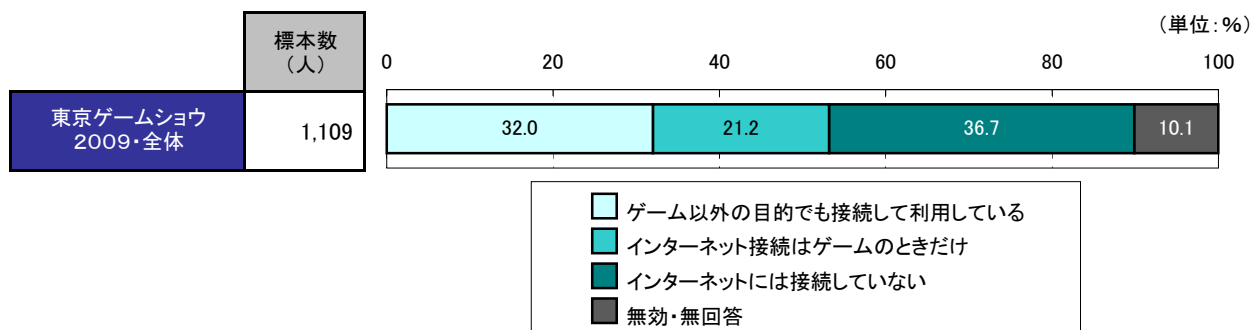 (単位:%)
標本数
(人)
0 20 40 60 80 100
東京ゲームショウ
2009・全体
1,109
32.0 21.2 36.7 10.1
ゲーム以外の目的でも接続して利用している
インターネット接続はゲームのときだけ
インターネットには接続していない
無効・無回答